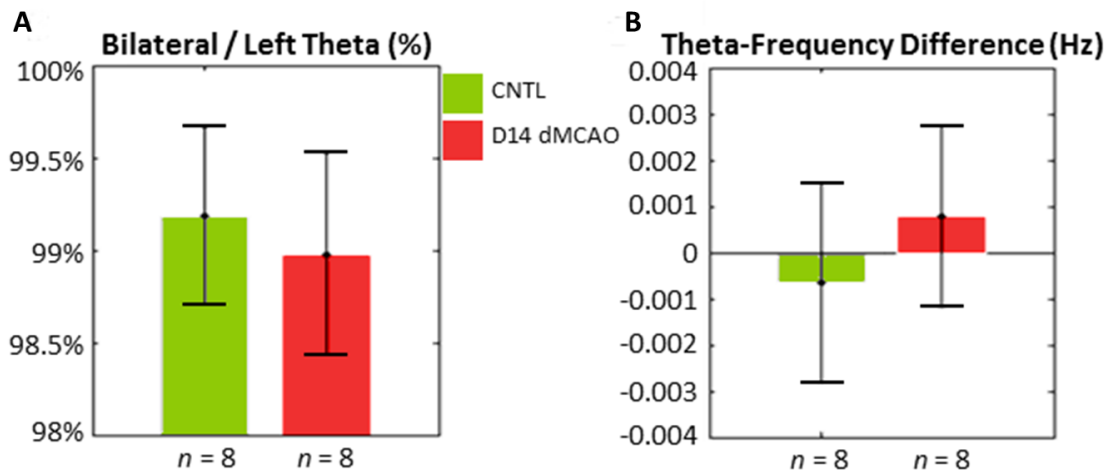 A
Bilateral / Left Theta (%)
100%
99.5%
99%
98.5%
98%
n = 8
n = 8
CNTL
D14 dMCAO
B
Theta-Frequency Difference (Hz)
0.004
0.003
0.002
0.001
0
-0.001
-0.002
-0.003
-0.004
n = 8
n = 8